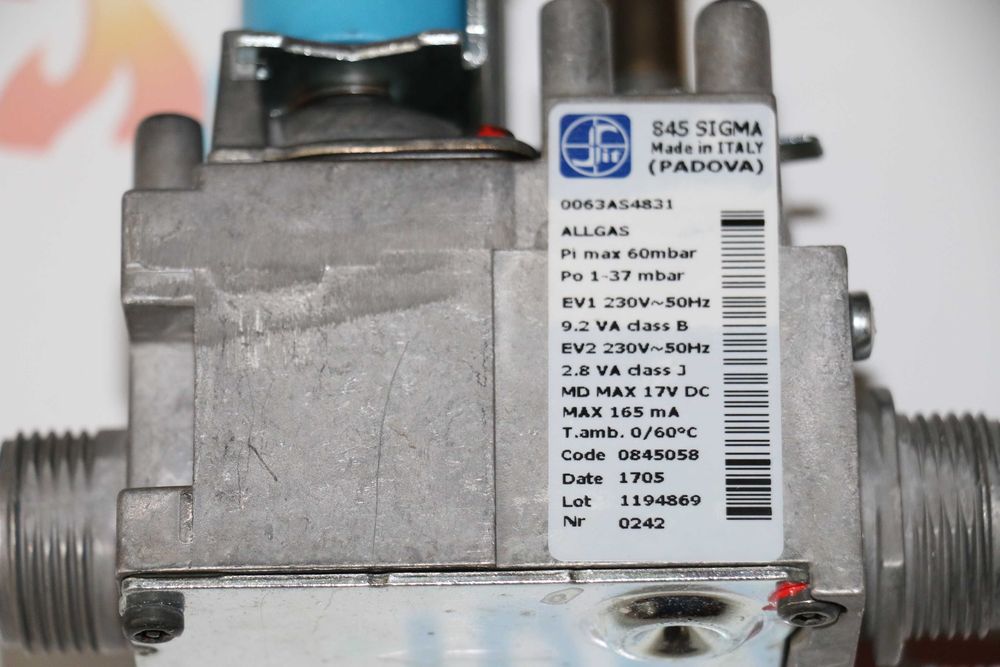 Sit
845 SIGMA
Made in ITALY
(PADOVA)
0063AS4831
ALLGAS
Pi max 60mbar
Po 1-37 mbar
EV1 230V~50Hz
9.2 VA class B
EV2 230V~50Hz
2.8 VA class J
MD MAX 17V DC
MAX 165 mA
T.amb. 0/60°C
Code 0845058
Date 1705
Lot 1194869
Nr 0242